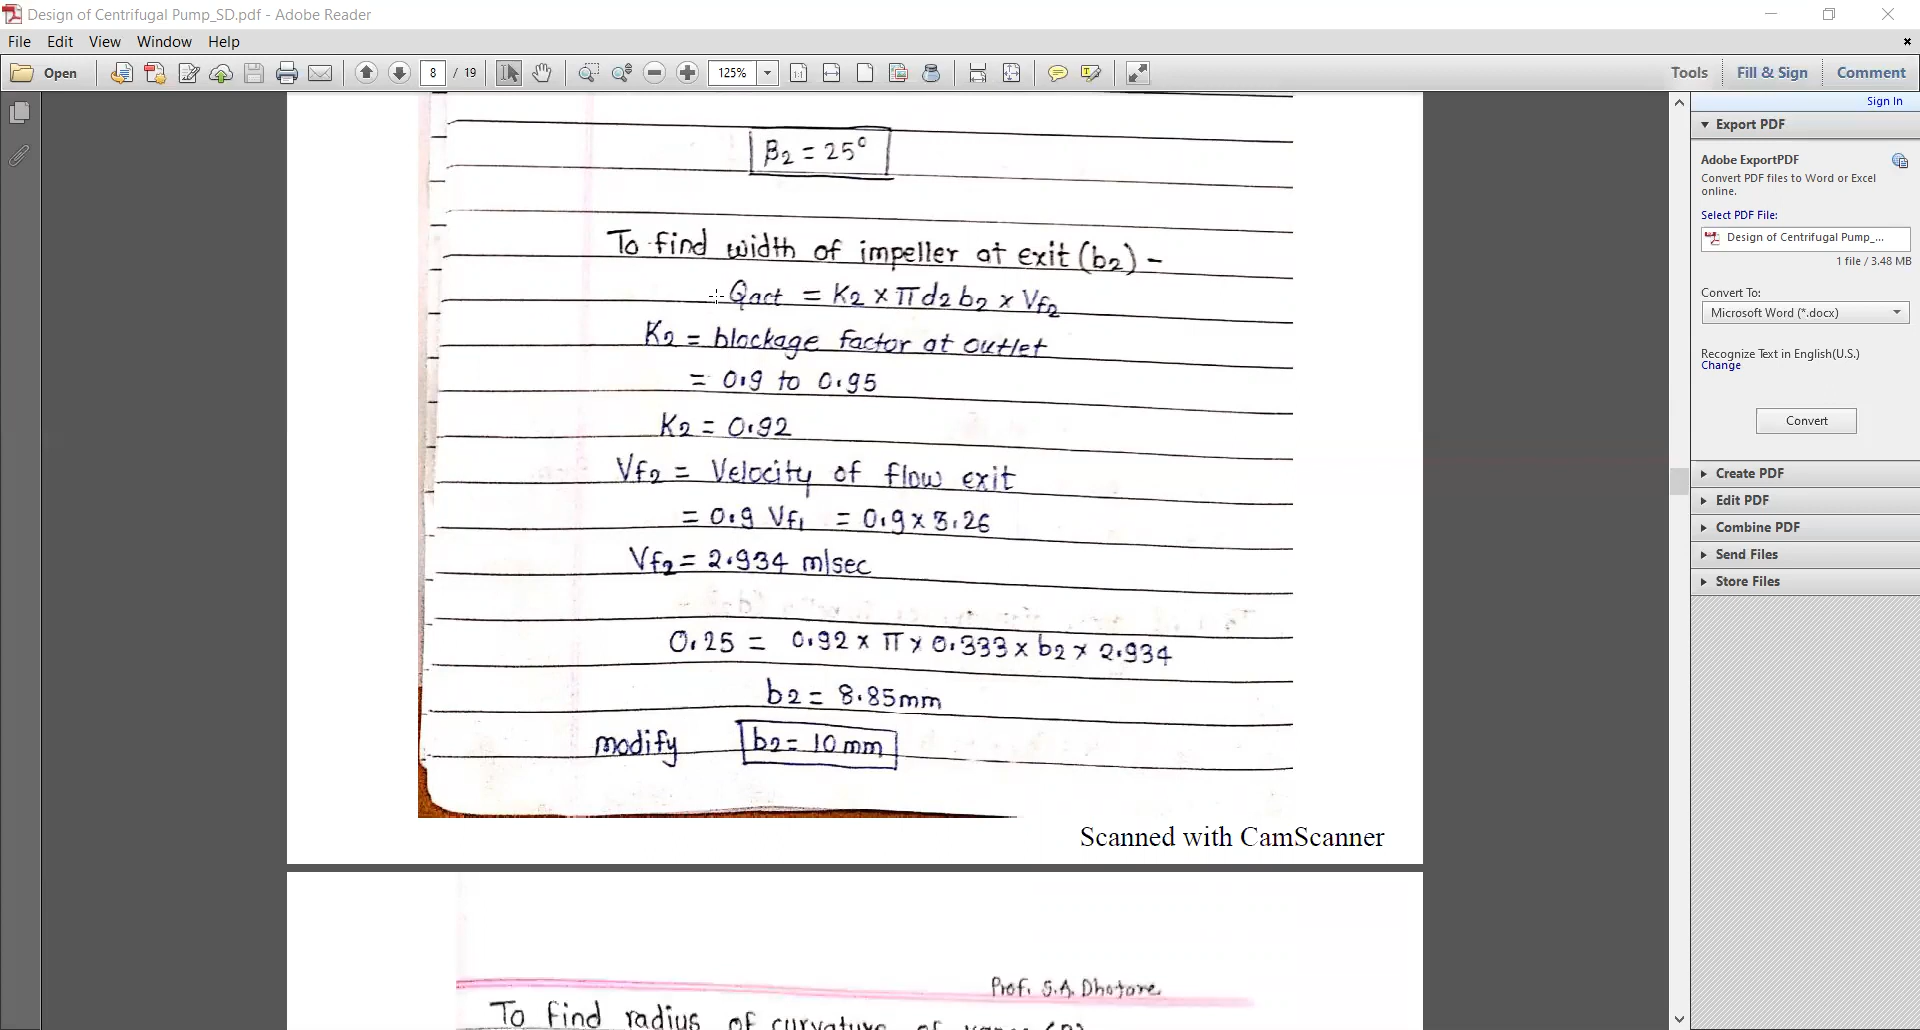 Design of Centrifugal Pump_SD.pdf - Adobe Reader
File Edit View Window Help
Open 8 / 19 125% Tools Fill & Sign Comment
Sign In
Export PDF
Adobe ExportPDF
Convert PDF files to Word or Excel
online.
Select PDF File:
Design of Centrifugal Pump_...
1 file / 3.48 MB
Convert To:
Microsoft Word (*.docx)
Recognize Text in English(U.S.)
Change
Convert
Create PDF
Edit PDF
Combine PDF
Send Files
Store Files
β2 = 25°
To find width of impeller at exit (b2) -
Qact = K2 × π d2 b2 × Vf2
K2 = blockage factor at outlet
= 0.9 to 0.95
K2 = 0.92
Vf2 = Velocity of flow exit
= 0.9 Vf1 = 0.9 × 3.26
Vf2 = 2.934 m/sec
0.25 = 0.92 × π × 0.333 × b2 × 2.934
b2 = 8.85mm
modify b2 = 10 mm
Scanned with CamScanner
Prof. S.A. Dhotare
To find radius of curvature of